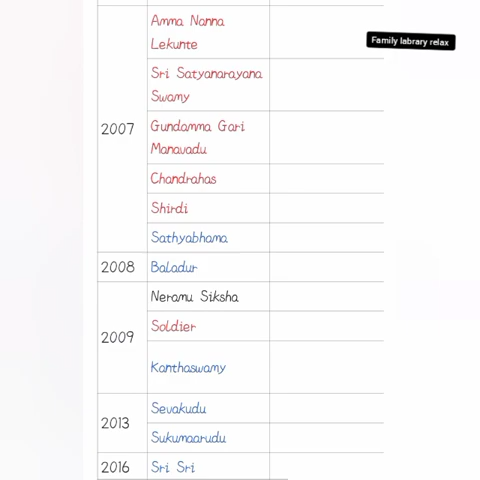 Amma Nanna
Lekunte
Family labrary relax
Sri Satyanarayana
Swamy
2007
Gundamma Gari
Manavadu
Chandrahas
Shirdi
Sathyabhama
2008
Baladur
Neramu Siksha
2009
Soldier
Kanthaswamy
2013
Sevakudu
Sukumaarudu
2016
Sri Sri